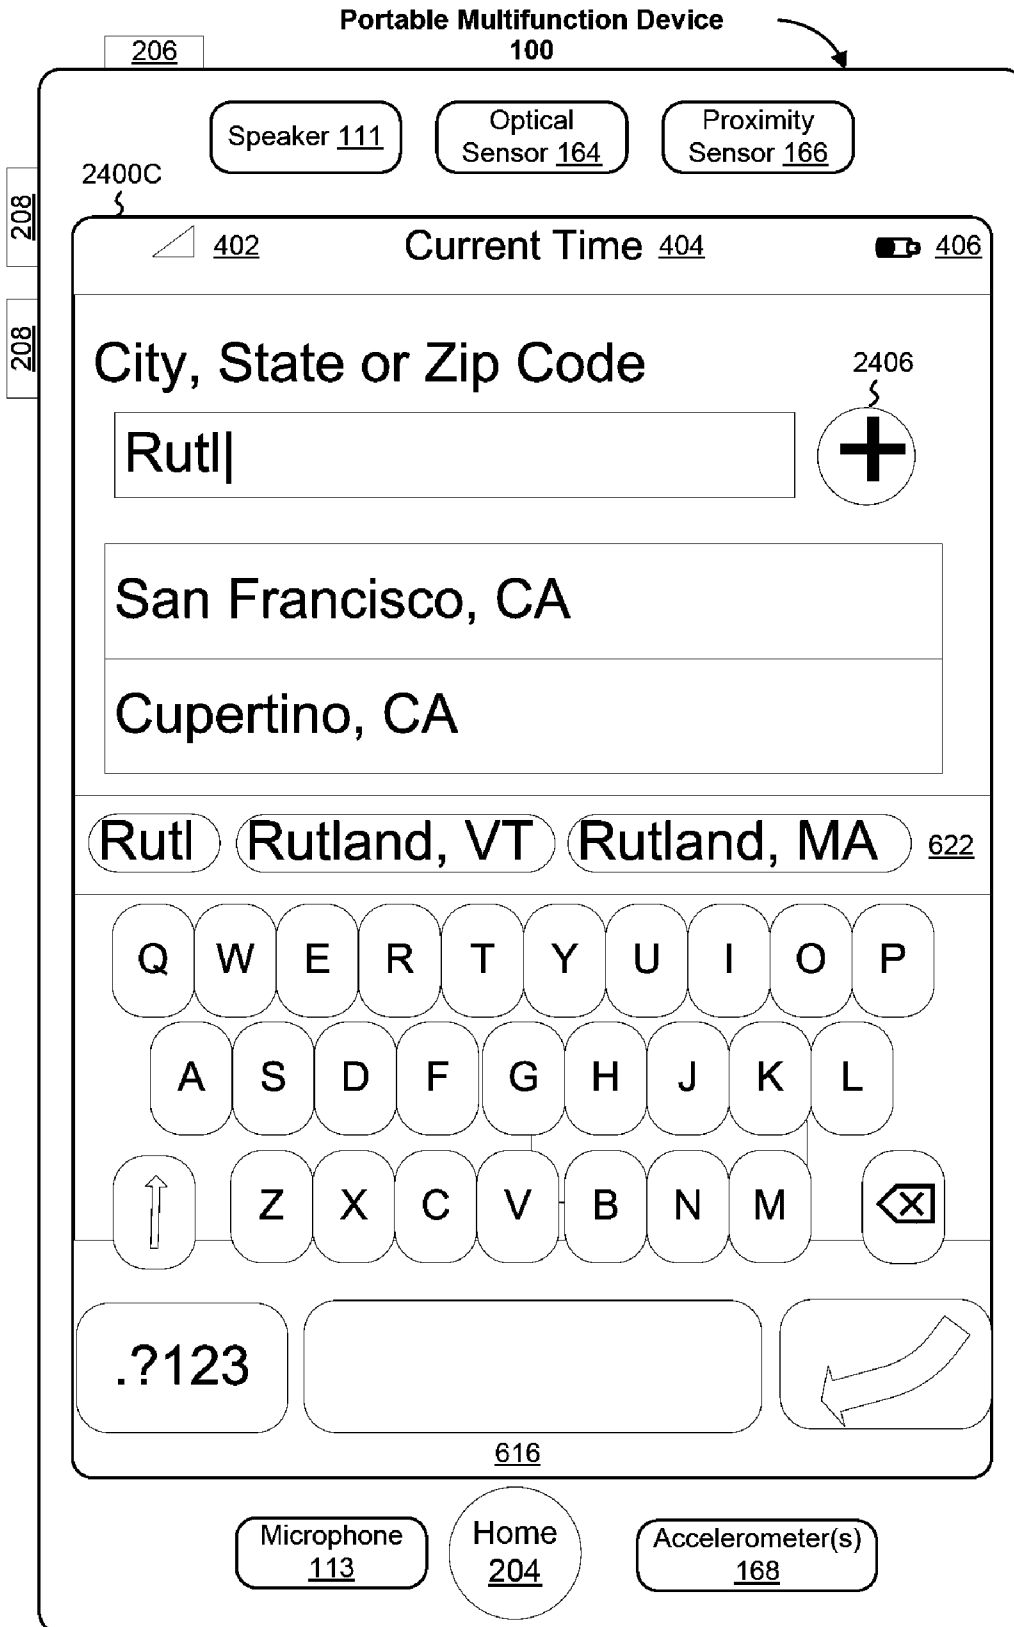 Portable Multifunction Device
100
206
Speaker 111
Optical
Sensor 164
Proximity
Sensor 166
2400C
208
208
402
Current Time 404
406
City, State or Zip Code
2406
Rutl
San Francisco, CA
Cupertino, CA
Rutl
Rutland, VT
Rutland, MA
622
Q W E R T Y U I O P
A S D F G H J K L
Z X C V B N M
.?123
616
Microphone
113
Home
204
Accelerometer(s)
168